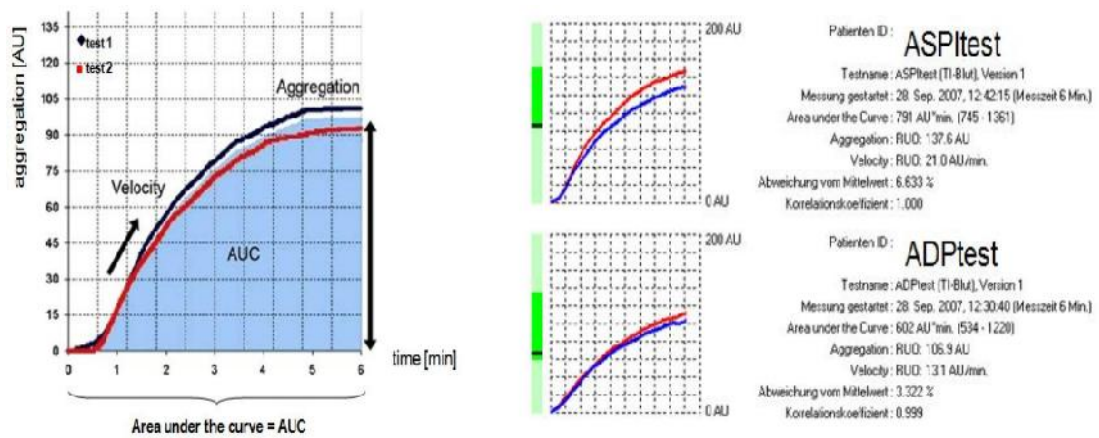 aggregation [AU]
135
120
105
90
75
60
45
30
15
0
test1
test2
Aggregation
Velocity
AUC
0 1 2 3 4 5 6
time [min]
Area under the curve = AUC
200 AU
0 AU
Patienten ID :
ASPItest
Testname : ASPItest (TI-Blut), Version 1
Messung gestartet : 28. Sep. 2007, 12:42:15 (Messzeit 6 Min.)
Area under the Curve : 791 AU*min. (745 - 1361)
Aggregation : RUO: 137.6 AU
Velocity : RUO: 21.0 AU/min.
Abweichung vom Mittelwert : 6.633 %
Korrelationskoeffizient : 1.000
200 AU
0 AU
Patienten ID :
ADPtest
Testname : ADPtest (TI-Blut), Version 1
Messung gestartet : 28. Sep. 2007, 12:30:40 (Messzeit 6 Min.)
Area under the Curve : 602 AU*min. (534 - 1220)
Aggregation : RUO: 106.9 AU
Velocity : RUO: 13.1 AU/min.
Abweichung vom Mittelwert : 3.322 %
Korrelationskoeffizient : 0.999